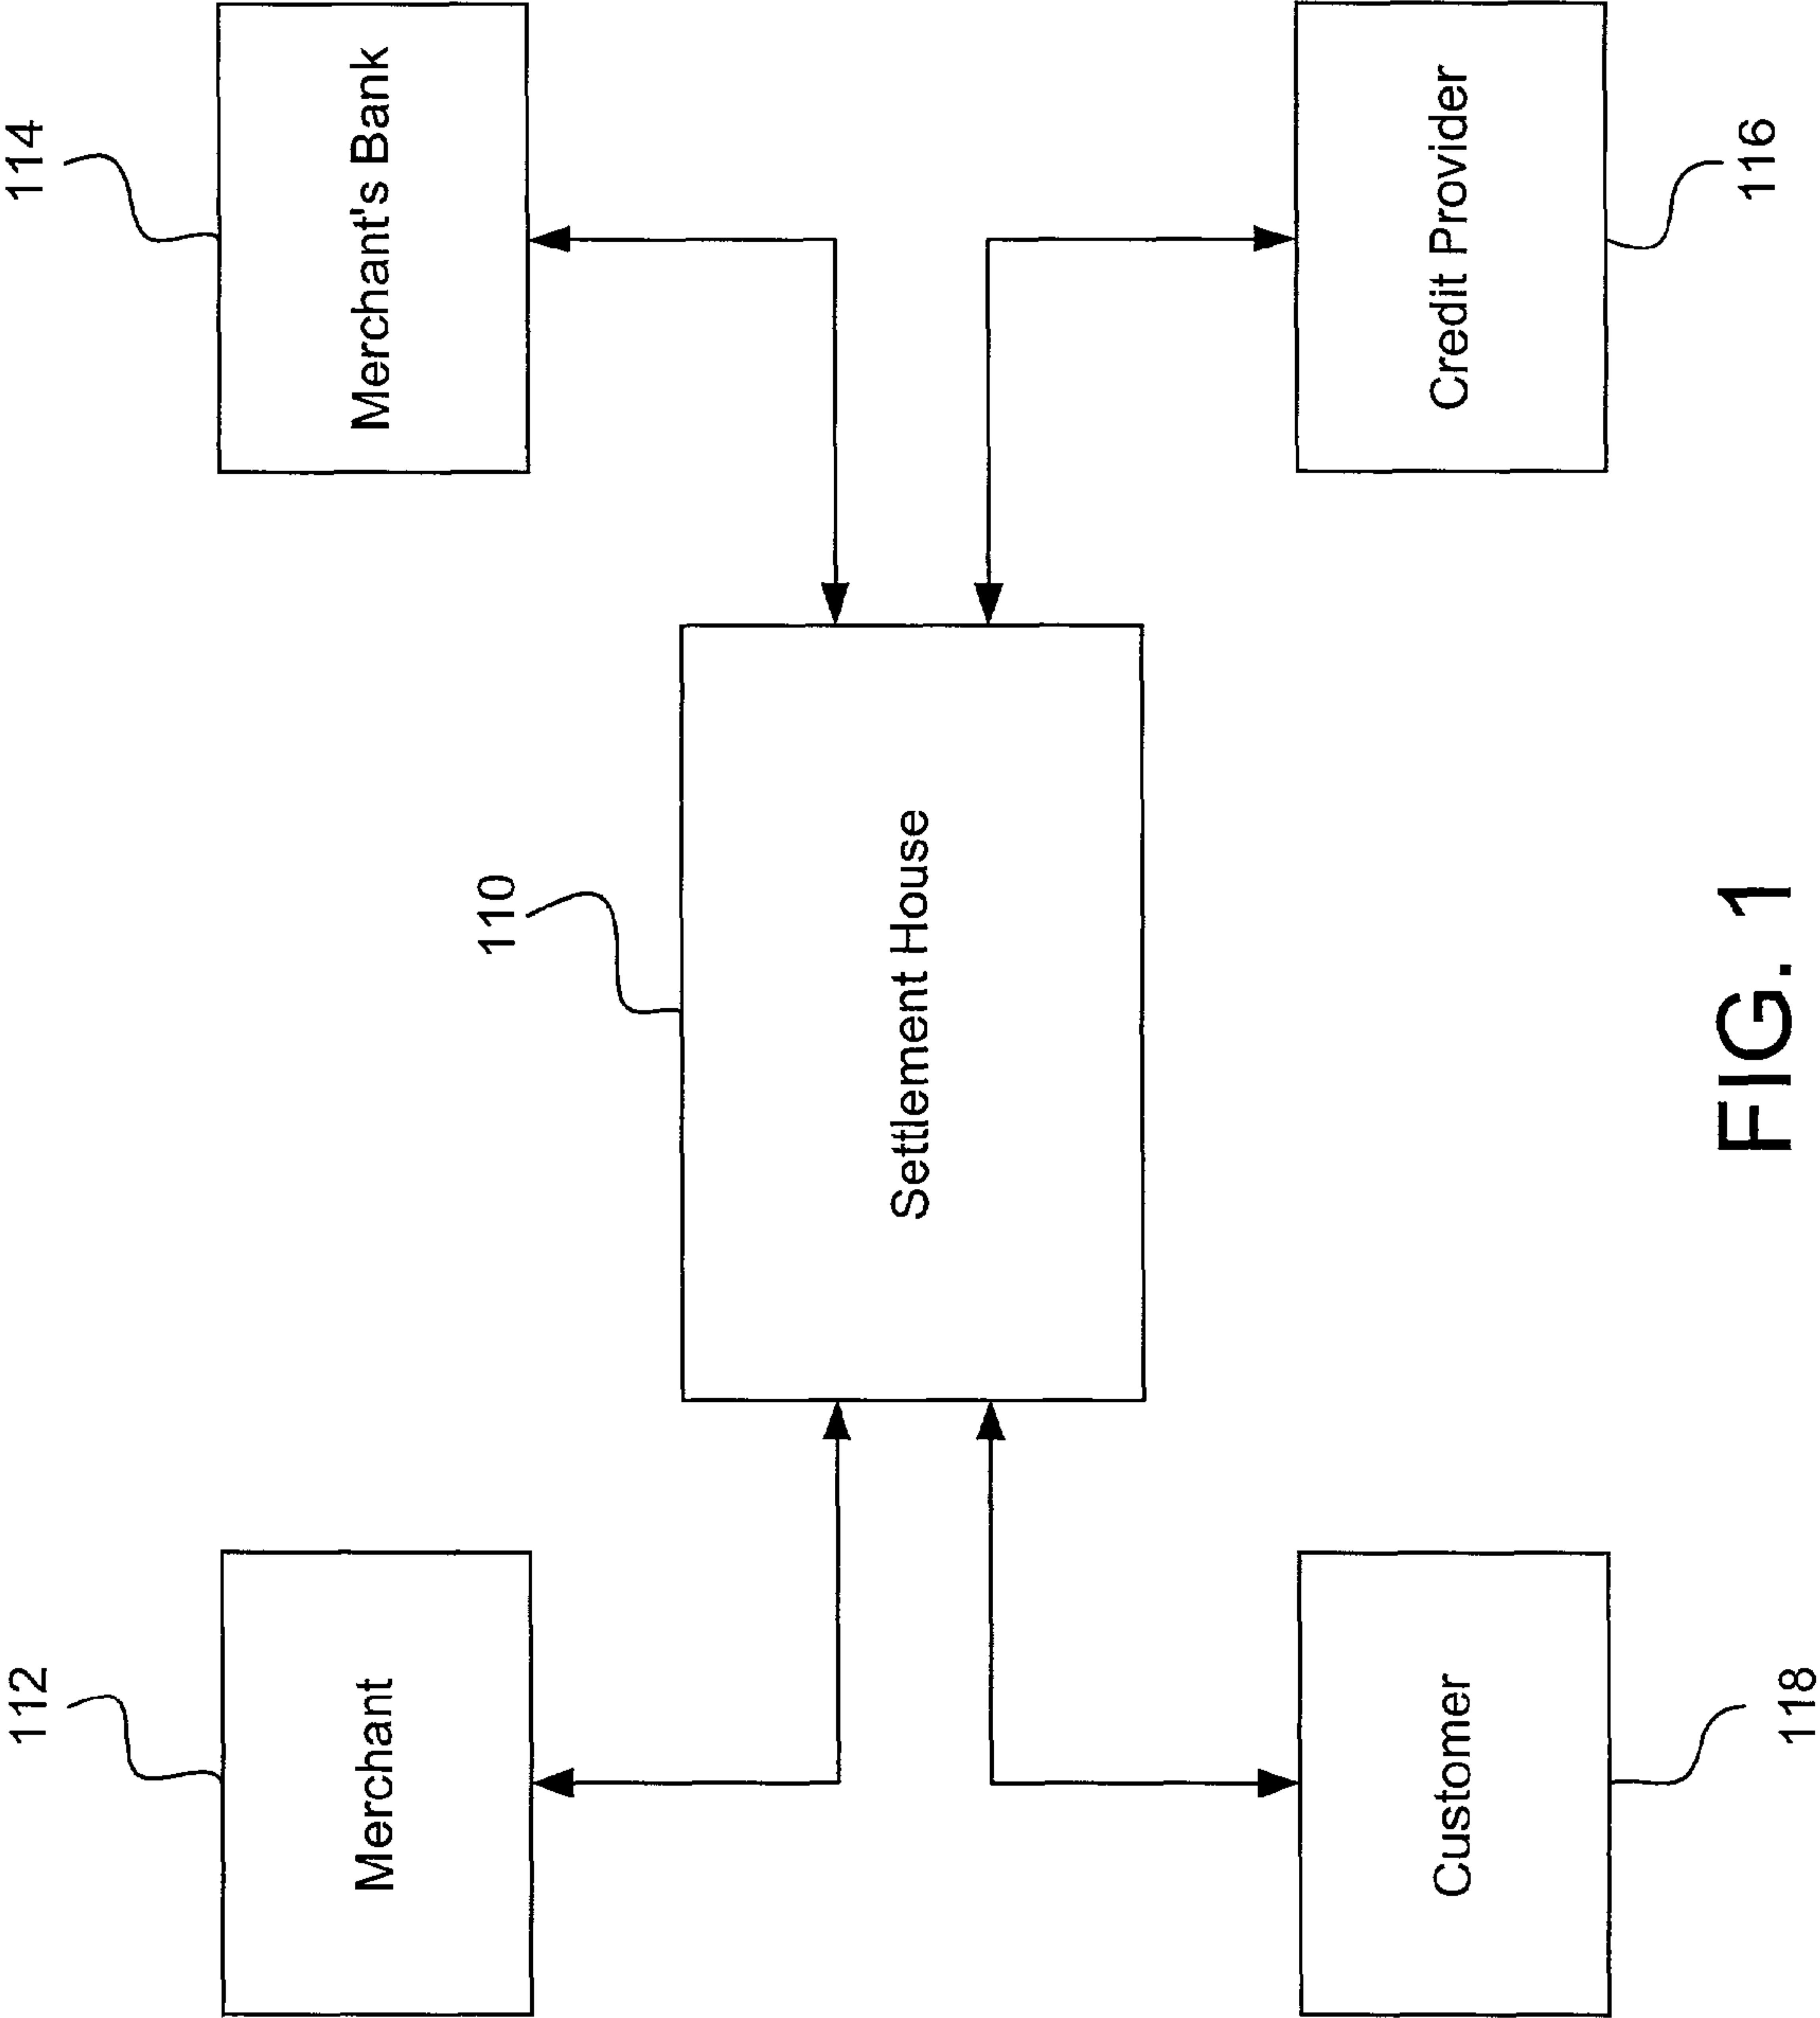 112
114
Merchant
Merchant's Bank
110
Settlement House
Customer
Credit Provider
118
116
FIG. 1